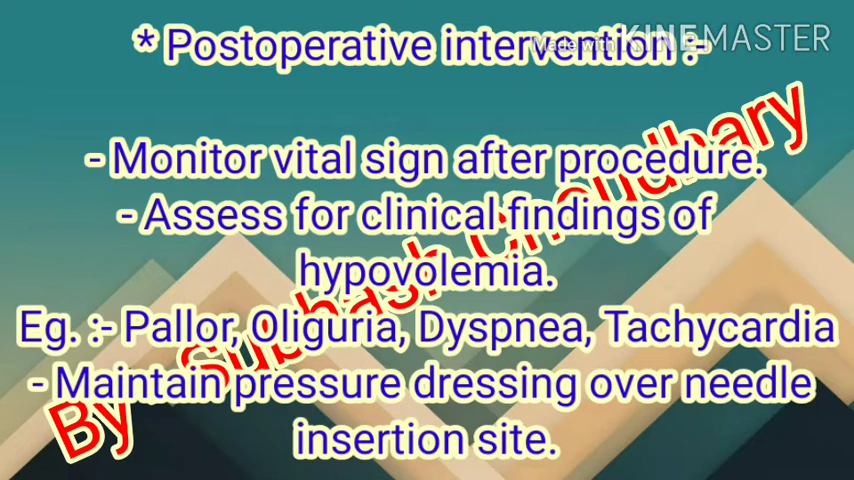 * Postoperative intervention :-
Made with KINEMASTER
- Monitor vital sign after procedure.
- Assess for clinical findings of
hypovolemia.
Eg. :- Pallor, Oliguria, Dyspnea, Tachycardia
- Maintain pressure dressing over needle
insertion site.
By Subhash Choudhary